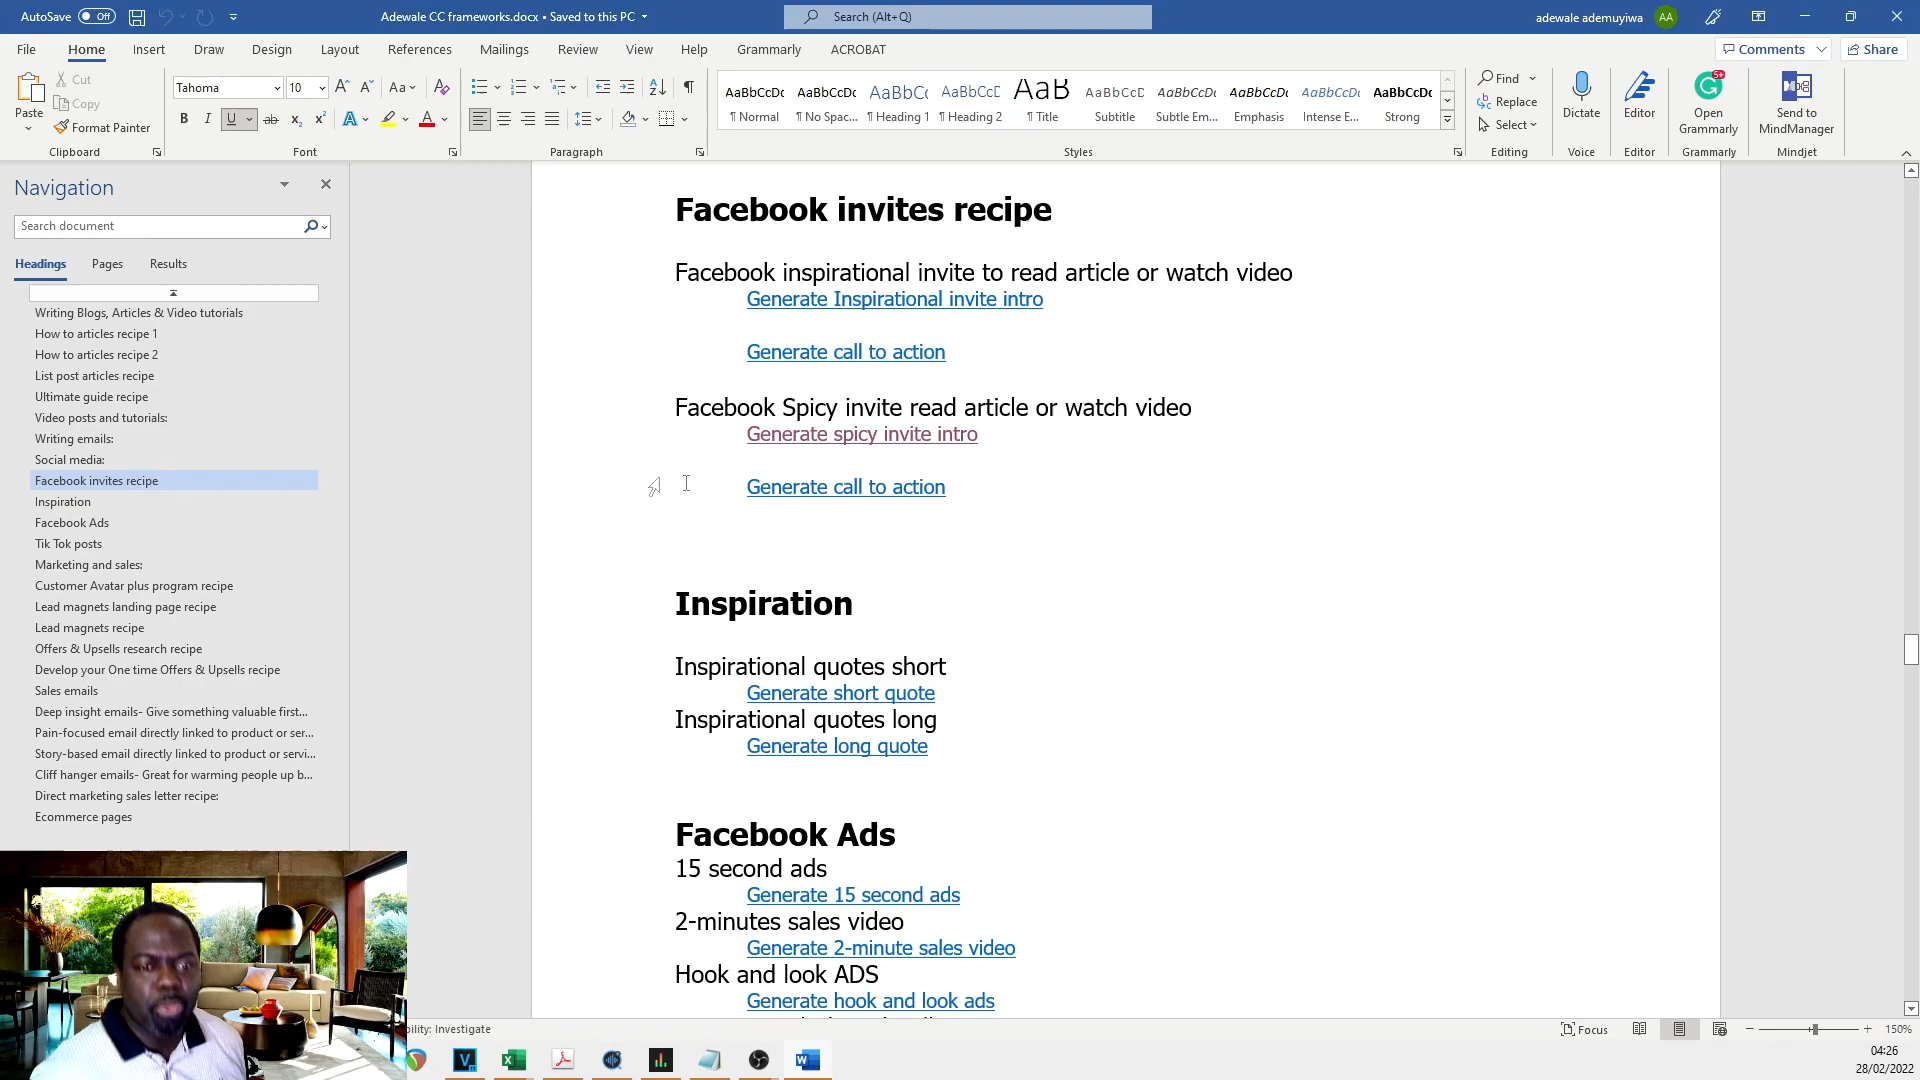 AutoSave Off
Adewale CC frameworks.docx • Saved to this PC
Search (Alt+Q)
adewale ademuyiwa AA
File Home Insert Draw Design Layout References Mailings Review View Help Grammarly ACROBAT
Comments Share
Paste
Cut
Copy
Format Painter
Clipboard
Tahoma 10
Font
Paragraph
AaBbCcDc ¶ Normal
AaBbCcDc ¶ No Spac...
AaBbCc ¶ Heading 1
AaBbCcD ¶ Heading 2
AaB ¶ Title
AaBbCcD Subtitle
AaBbCcDc Subtle Em...
AaBbCcDc Emphasis
AaBbCcDc Intense E...
AaBbCcDc Strong
Styles
Find
Replace
Select
Editing
Dictate
Voice
Editor
Editor
Open Grammarly
Grammarly
Send to MindManager
Mindjet
Navigation
Search document
Headings Pages Results
Writing Blogs, Articles & Video tutorials
How to articles recipe 1
How to articles recipe 2
List post articles recipe
Ultimate guide recipe
Video posts and tutorials:
Writing emails:
Social media:
Facebook invites recipe
Inspiration
Facebook Ads
Tik Tok posts
Marketing and sales:
Customer Avatar plus program recipe
Lead magnets landing page recipe
Lead magnets recipe
Offers & Upsells research recipe
Develop your One time Offers & Upsells recipe
Sales emails
Deep insight emails- Give something valuable first...
Pain-focused email directly linked to product or ser...
Story-based email directly linked to product or servi...
Cliff hanger emails- Great for warming people up b...
Direct marketing sales letter recipe:
Ecommerce pages
Facebook invites recipe
Facebook inspirational invite to read article or watch video
Generate Inspirational invite intro
Generate call to action
Facebook Spicy invite read article or watch video
Generate spicy invite intro
Generate call to action
Inspiration
Inspirational quotes short
Generate short quote
Inspirational quotes long
Generate long quote
Facebook Ads
15 second ads
Generate 15 second ads
2-minutes sales video
Generate 2-minute sales video
Hook and look ADS
Generate hook and look ads
bility: Investigate
Focus
150%
04:26
28/02/2022